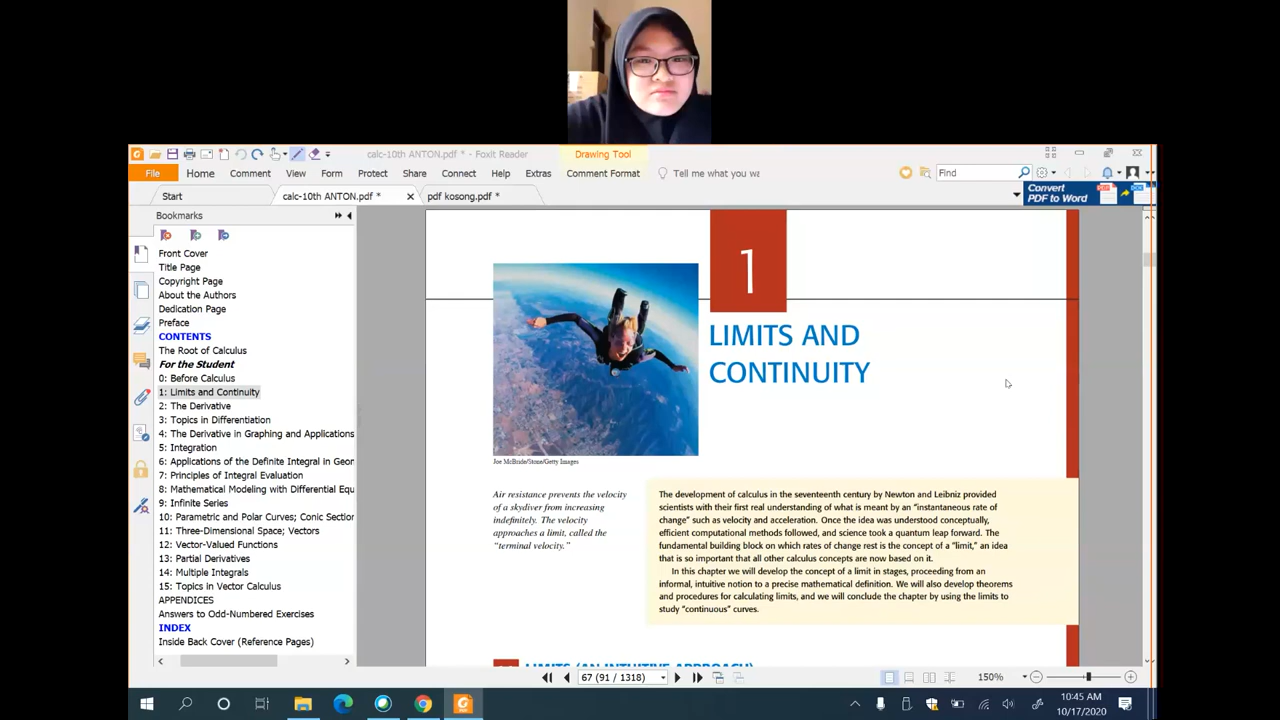 calc-10th ANTON.pdf * - Foxit Reader
Drawing Tool
File Home Comment View Form Protect Share Connect Help Extras Comment Format Tell me what you wa Find
Start calc-10th ANTON.pdf * pdf kosong.pdf *
Convert
PDF to Word
Bookmarks
Front Cover
Title Page
Copyright Page
About the Authors
Dedication Page
Preface
CONTENTS
The Root of Calculus
For the Student
0: Before Calculus
1: Limits and Continuity
2: The Derivative
3: Topics in Differentiation
4: The Derivative in Graphing and Applications
5: Integration
6: Applications of the Definite Integral in Geor
7: Principles of Integral Evaluation
8: Mathematical Modeling with Differential Equ
9: Infinite Series
10: Parametric and Polar Curves; Conic Section
11: Three-Dimensional Space; Vectors
12: Vector-Valued Functions
13: Partial Derivatives
14: Multiple Integrals
15: Topics in Vector Calculus
APPENDICES
Answers to Odd-Numbered Exercises
INDEX
Inside Back Cover (Reference Pages)
1
LIMITS AND
CONTINUITY
Joe McBride/Stone/Getty Images
Air resistance prevents the velocity
of a skydiver from increasing
indefinitely. The velocity
approaches a limit, called the
“terminal velocity.”
The development of calculus in the seventeenth century by Newton and Leibniz provided
scientists with their first real understanding of what is meant by an “instantaneous rate of
change” such as velocity and acceleration. Once the idea was understood conceptually,
efficient computational methods followed, and science took a quantum leap forward. The
fundamental building block on which rates of change rest is the concept of a “limit,” an idea
that is so important that all other calculus concepts are now based on it.
In this chapter we will develop the concept of a limit in stages, proceeding from an
informal, intuitive notion to a precise mathematical definition. We will also develop theorems
and procedures for calculating limits, and we will conclude the chapter by using the limits to
study “continuous” curves.
LIMITS (AN INTUITIVE APPROACH)
67 (91 / 1318)
150%
10:45 AM
10/17/2020